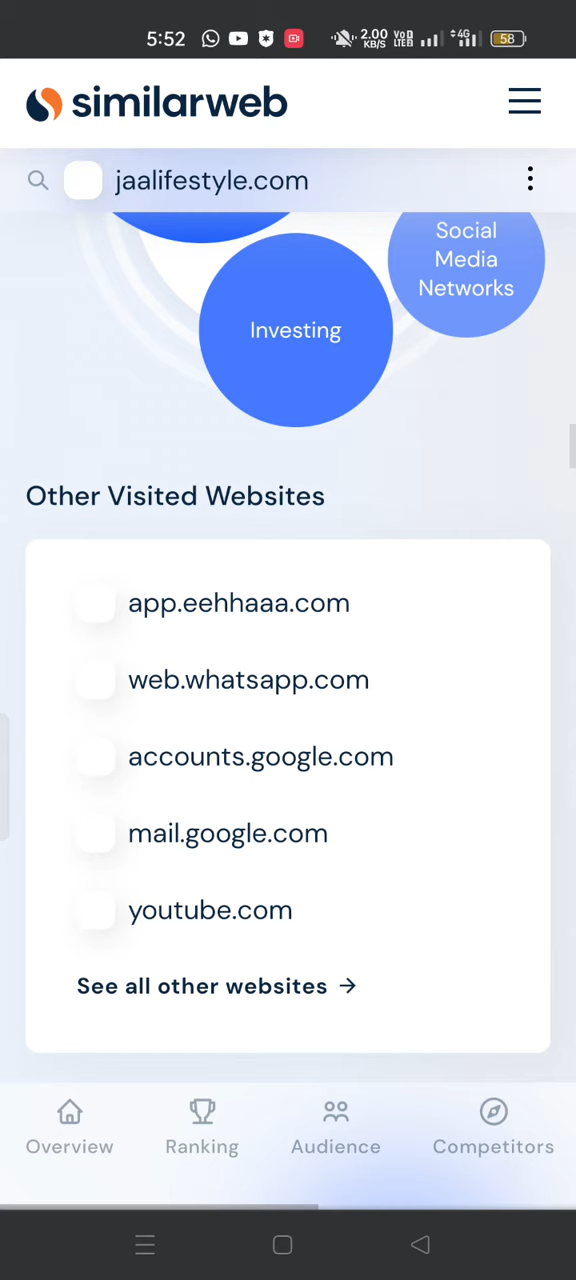 5:52
2.00
KB/S
Vo
LTE
4G
58
similarweb
jaalifestyle.com
Social
Media
Networks
Investing
Other Visited Websites
app.eehhaaa.com
web.whatsapp.com
accounts.google.com
mail.google.com
youtube.com
See all other websites →
Overview
Ranking
Audience
Competitors